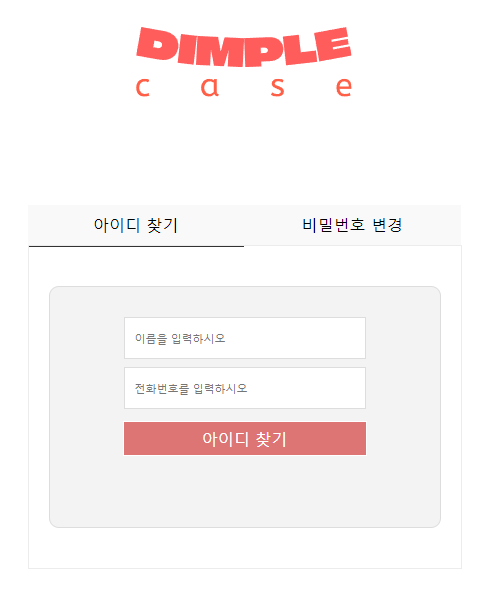 DIMPLE
case
아이디 찾기 비밀번호 변경
이름을 입력하시오
전화번호를 입력하시오
아이디 찾기